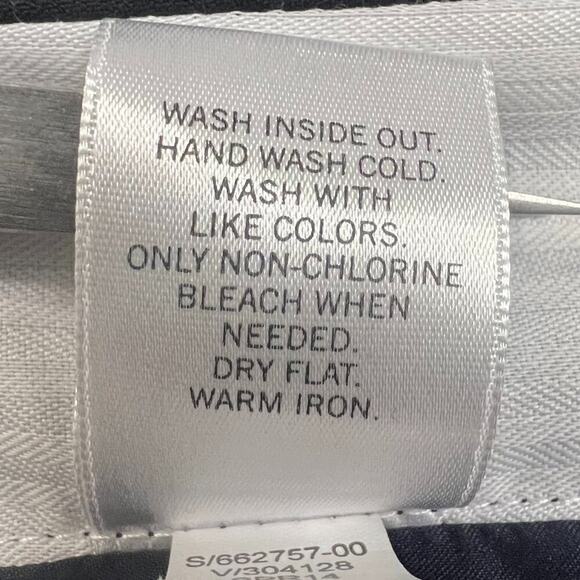 WASH INSIDE OUT.
HAND WASH COLD.
WASH WITH
LIKE COLORS.
ONLY NON-CHLORINE
BLEACH WHEN
NEEDED.
DRY FLAT.
WARM IRON.
S/662757-00
V/304128